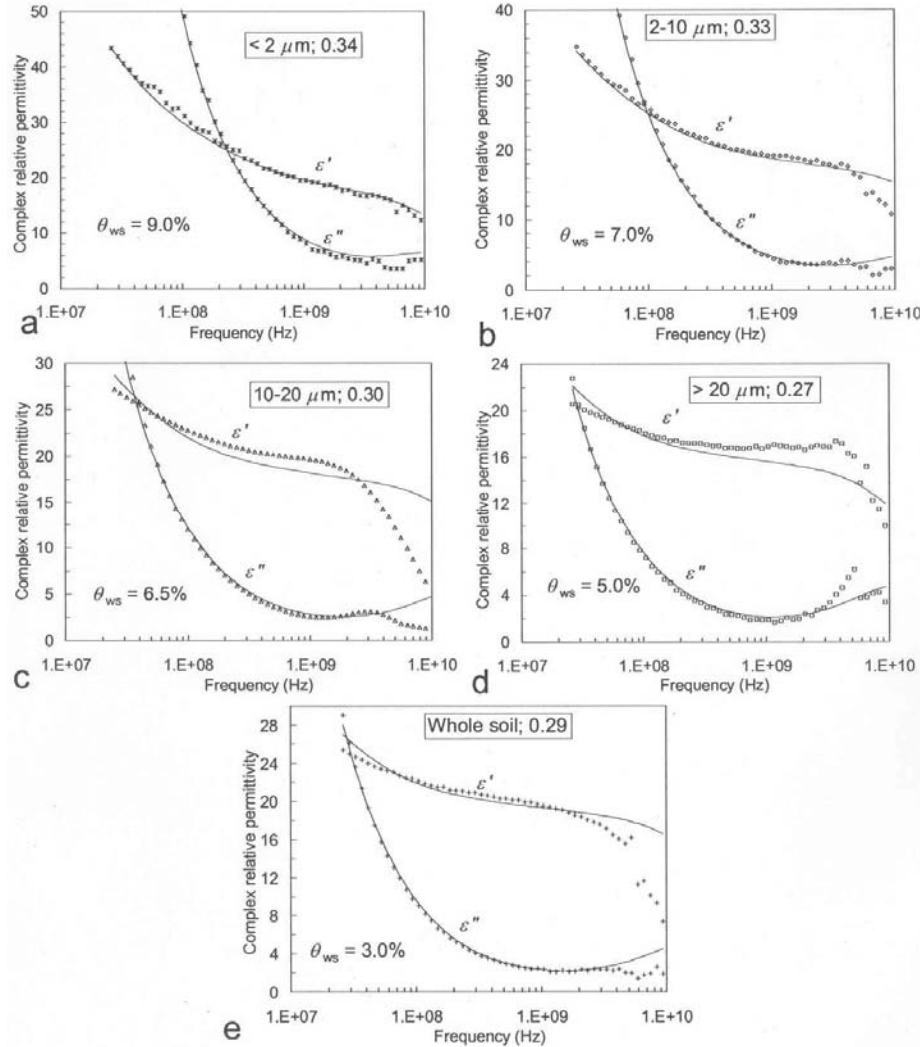 50
40
30
20
10
0
Complex relative permittivity
< 2 μm; 0.34
ε'
ε"
θws = 9.0%
1.E+07 1.E+08 1.E+09 1.E+10
Frequency (Hz)
a
40
30
20
10
0
Complex relative permittivity
2-10 μm; 0.33
ε'
ε"
θws = 7.0%
1.E+07 1.E+08 1.E+09 1.E+10
Frequency (Hz)
b
30
25
20
15
10
5
0
Complex relative permittivity
10-20 μm; 0.30
ε'
ε"
θws = 6.5%
1.E+07 1.E+08 1.E+09 1.E+10
Frequency (Hz)
c
24
20
16
12
8
4
0
Complex relative permittivity
> 20 μm; 0.27
ε'
ε"
θws = 5.0%
1.E+07 1.E+08 1.E+09 1.E+10
Frequency (Hz)
d
28
24
20
16
12
8
4
0
Complex relative permittivity
Whole soil; 0.29
ε'
ε"
θws = 3.0%
1.E+07 1.E+08 1.E+09 1.E+10
Frequency (Hz)
e